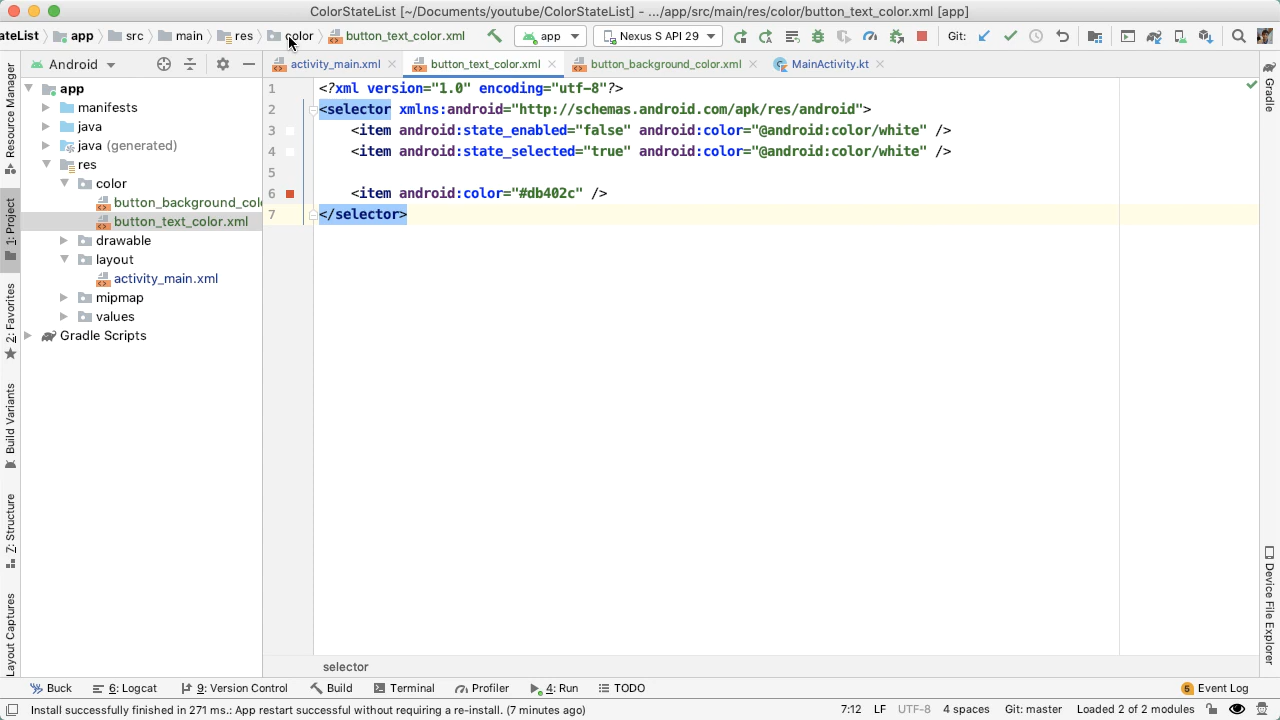 ColorStateList [~/Documents/youtube/ColorStateList] - .../app/src/main/res/color/button_text_color.xml [app]
ateList app src main res color button_text_color.xml app Nexus S API 29 Git:
Android activity_main.xml button_text_color.xml button_background_color.xml MainActivity.kt
app
manifests
java
java (generated)
res
color
button_background_col
button_text_color.xml
drawable
layout
activity_main.xml
mipmap
values
Gradle Scripts
1 <?xml version="1.0" encoding="utf-8"?>
2 <selector xmlns:android="http://schemas.android.com/apk/res/android">
3 <item android:state_enabled="false" android:color="@android:color/white" />
4 <item android:state_selected="true" android:color="@android:color/white" />
5
6 <item android:color="#db402c" />
7 </selector>
selector
Resource Manager
1: Project
2: Favorites
Build Variants
7: Structure
Layout Captures
Gradle
Device File Explorer
Buck 6: Logcat 9: Version Control Build Terminal Profiler 4: Run TODO 6 Event Log
Install successfully finished in 271 ms.: App restart successful without requiring a re-install. (7 minutes ago) 7:12 LF UTF-8 4 spaces Git: master Loaded 2 of 2 modules